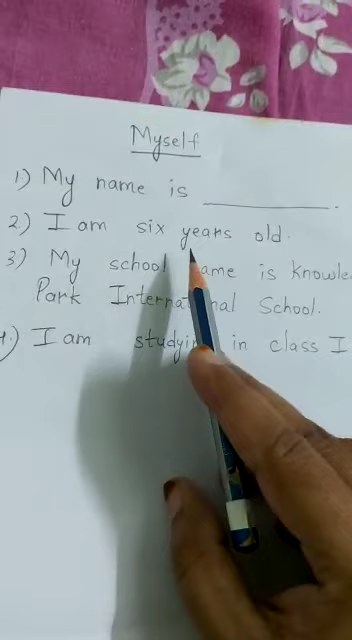 Myself
1) My name is ________.
2) I am six years old.
3) My school name is Knowle
Park International School.
4.) I am studying in class I